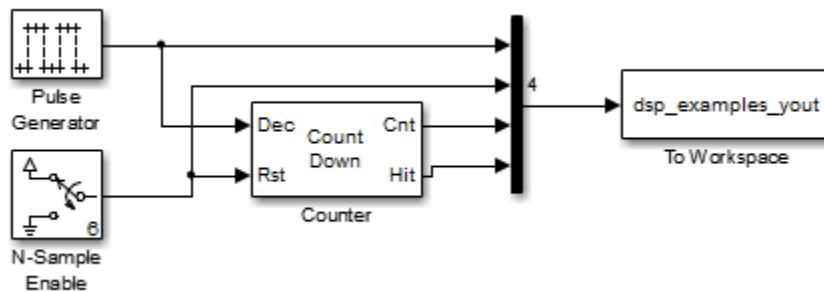 Pulse
Generator
6
N-Sample
Enable
Dec
Rst
Count
Down
Cnt
Hit
Counter
4
dsp_examples_yout
To Workspace